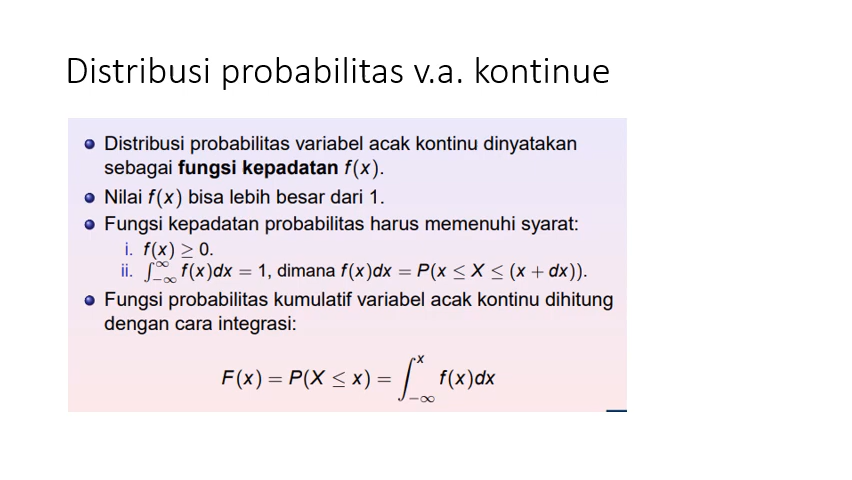 Distribusi probabilitas v.a. kontinue
Distribusi probabilitas variabel acak kontinu dinyatakan
sebagai fungsi kepadatan f(x).
Nilai f(x) bisa lebih besar dari 1.
Fungsi kepadatan probabilitas harus memenuhi syarat:
i. f(x) ≥ 0.
ii. ∫_{-∞}^{∞} f(x)dx = 1, dimana f(x)dx = P(x ≤ X ≤ (x + dx)).
Fungsi probabilitas kumulatif variabel acak kontinu dihitung
dengan cara integrasi:
F(x) = P(X ≤ x) = ∫_{-∞}^{x} f(x)dx